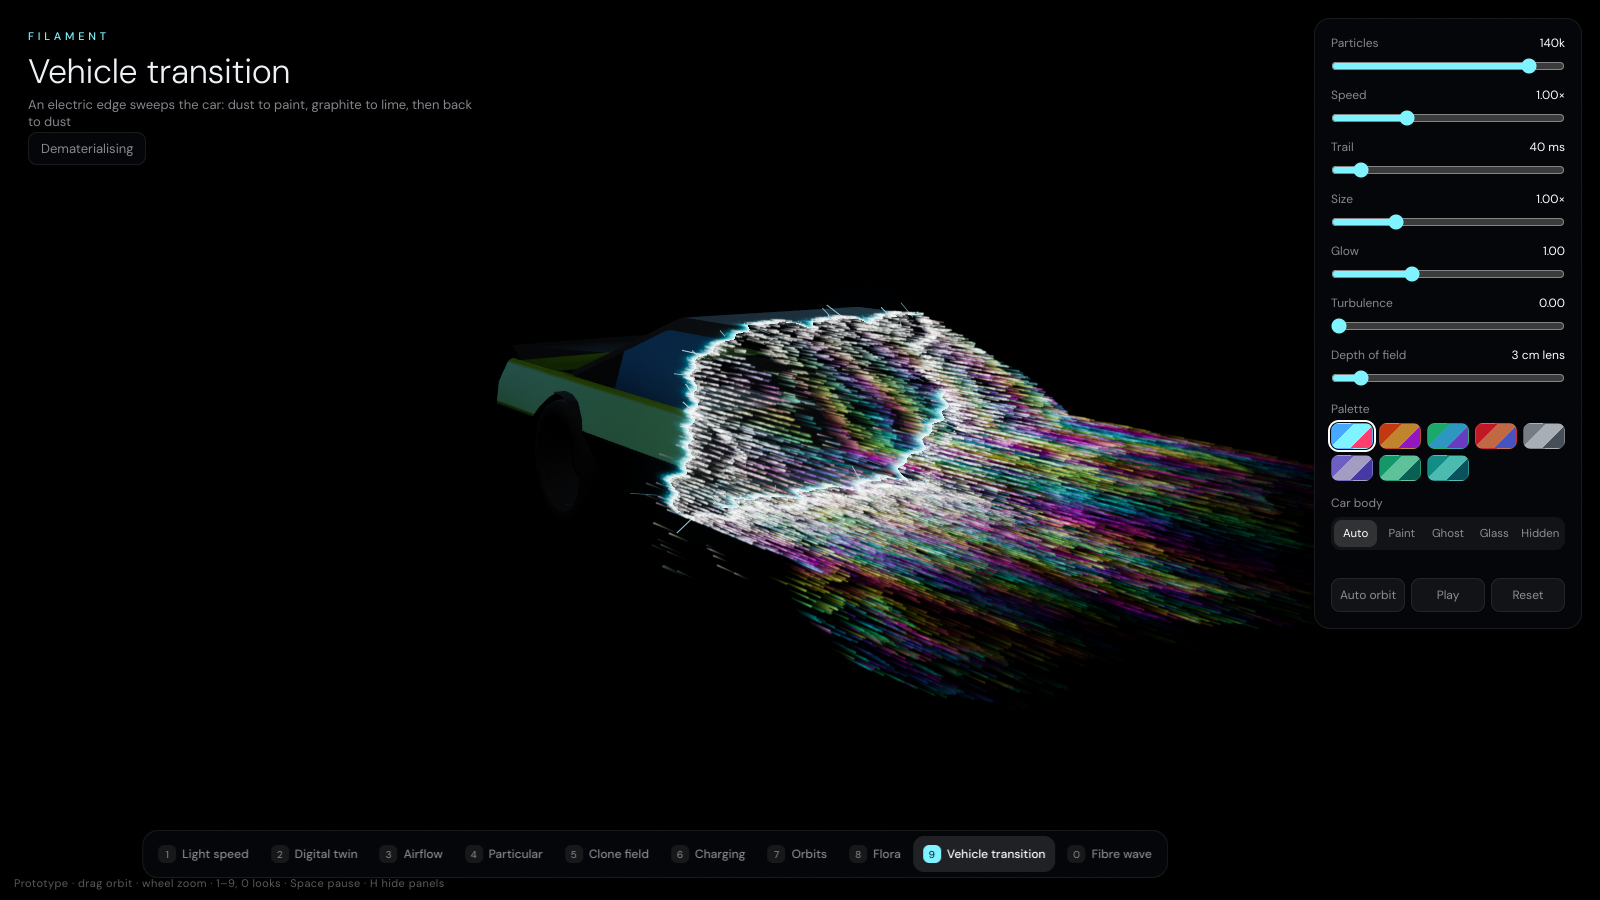 FILAMENT
Vehicle transition
An electric edge sweeps the car: dust to paint, graphite to lime, then back
to dust
Dematerialising
Particles 140k
Speed 1.00×
Trail 40 ms
Size 1.00×
Glow 1.00
Turbulence 0.00
Depth of field 3 cm lens
Palette
Car body
Auto Paint Ghost Glass Hidden
Auto orbit Play Reset
1 Light speed 2 Digital twin 3 Airflow 4 Particular 5 Clone field 6 Charging 7 Orbits 8 Flora 9 Vehicle transition 0 Fibre wave
Prototype · drag orbit · wheel zoom · 1–9, 0 looks · Space pause · H hide panels